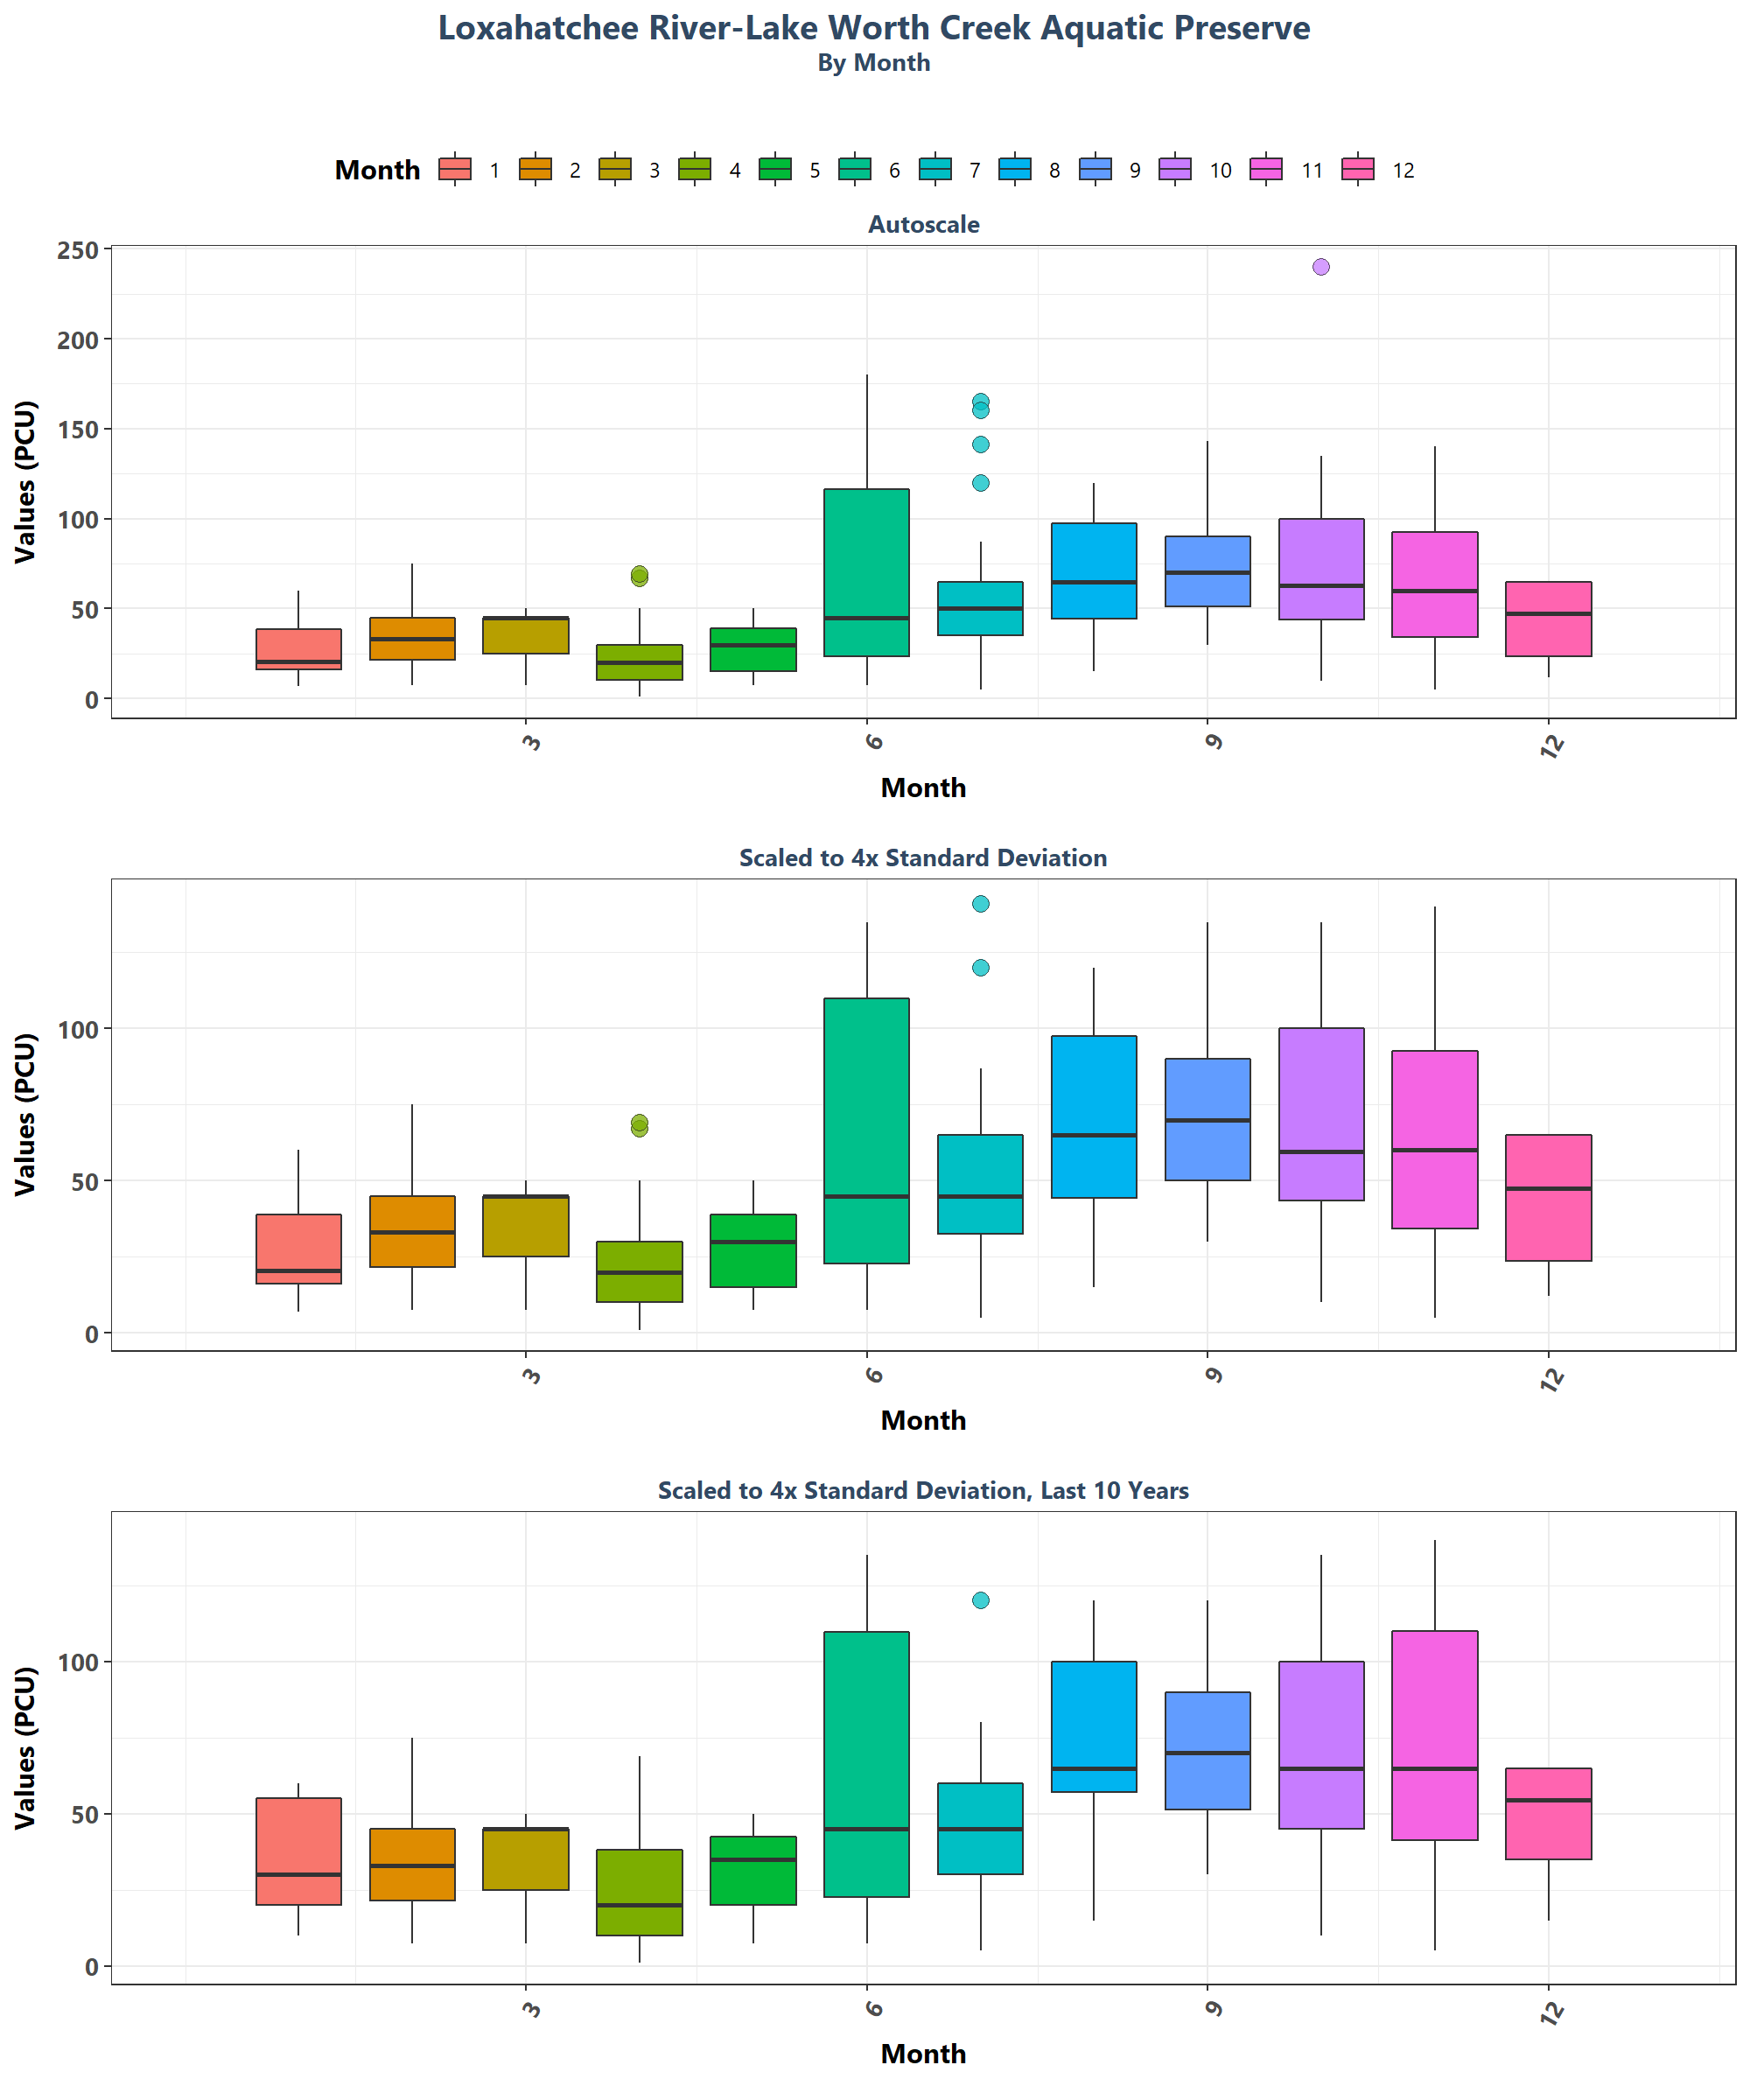 Loxahatchee River-Lake Worth Creek Aquatic Preserve
By Month
Month 1 2 3 4 5 6 7 8 9 10 11 12
Autoscale
Values (PCU)
250
200
150
100
50
0
3 6 9 12
Month
Scaled to 4x Standard Deviation
Values (PCU)
100
50
0
3 6 9 12
Month
Scaled to 4x Standard Deviation, Last 10 Years
Values (PCU)
100
50
0
3 6 9 12
Month